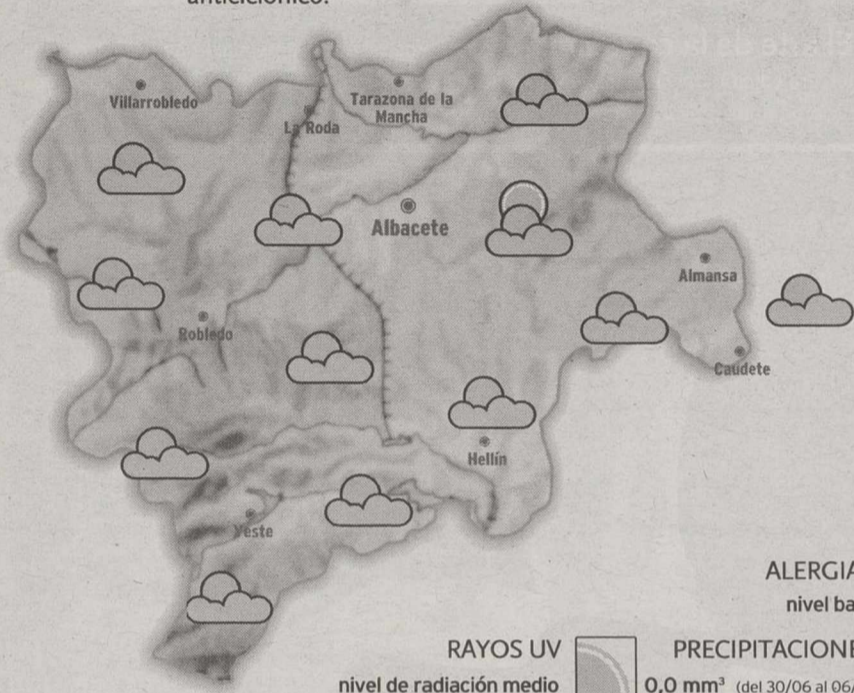 anticiclónico.
Villarrobledo
Tarazona de la
Mancha
La Roda
Albacete
Almansa
Robledo
Caudete
Hellín
Yeste
ALERGIA
nivel ba
RAYOS UV
nivel de radiación medio
PRECIPITACIONE
0,0 mm³ (del 30/06 al 06/